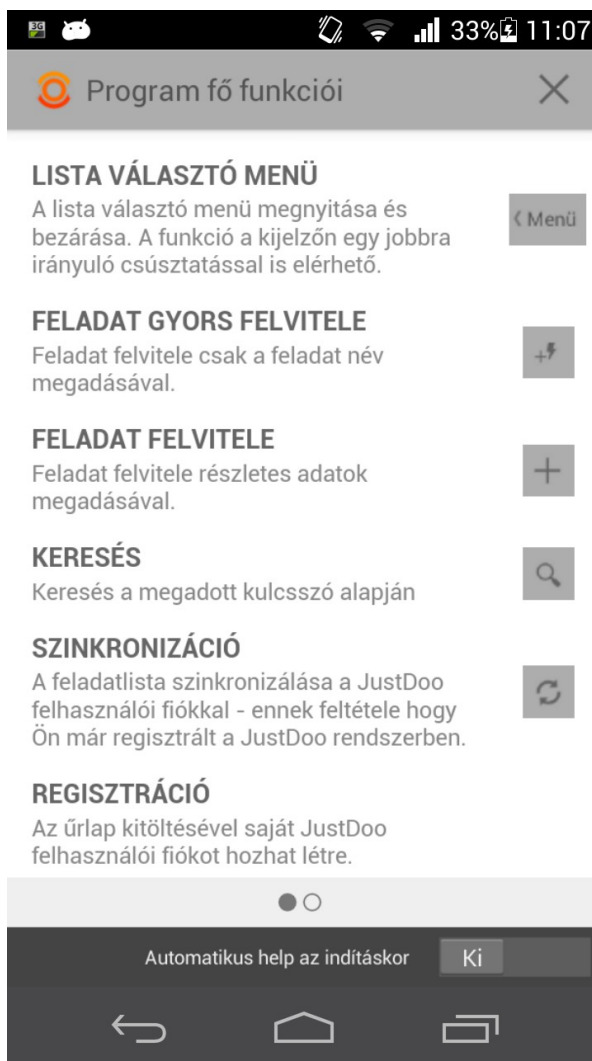 3G 33% 11:07
Program fő funkciói
LISTA VÁLASZTÓ MENÜ
A lista választó menü megnyitása és
bezárása. A funkció a kijelzőn egy jobbra
irányuló csúsztatással is elérhető.
Menü
FELADAT GYORS FELVITELE
Feladat felvitele csak a feladat név
megadásával.
FELADAT FELVITELE
Feladat felvitele részletes adatok
megadásával.
KERESÉS
Keresés a megadott kulcsszó alapján
SZINKRONIZÁCIÓ
A feladatlista szinkronizálása a JustDoo
felhasználói fiókkal - ennek feltétele hogy
Ön már regisztrált a JustDoo rendszerben.
REGISZTRÁCIÓ
Az űrlap kitöltésével saját JustDoo
felhasználói fiókot hozhat létre.
Automatikus help az indításkor Ki